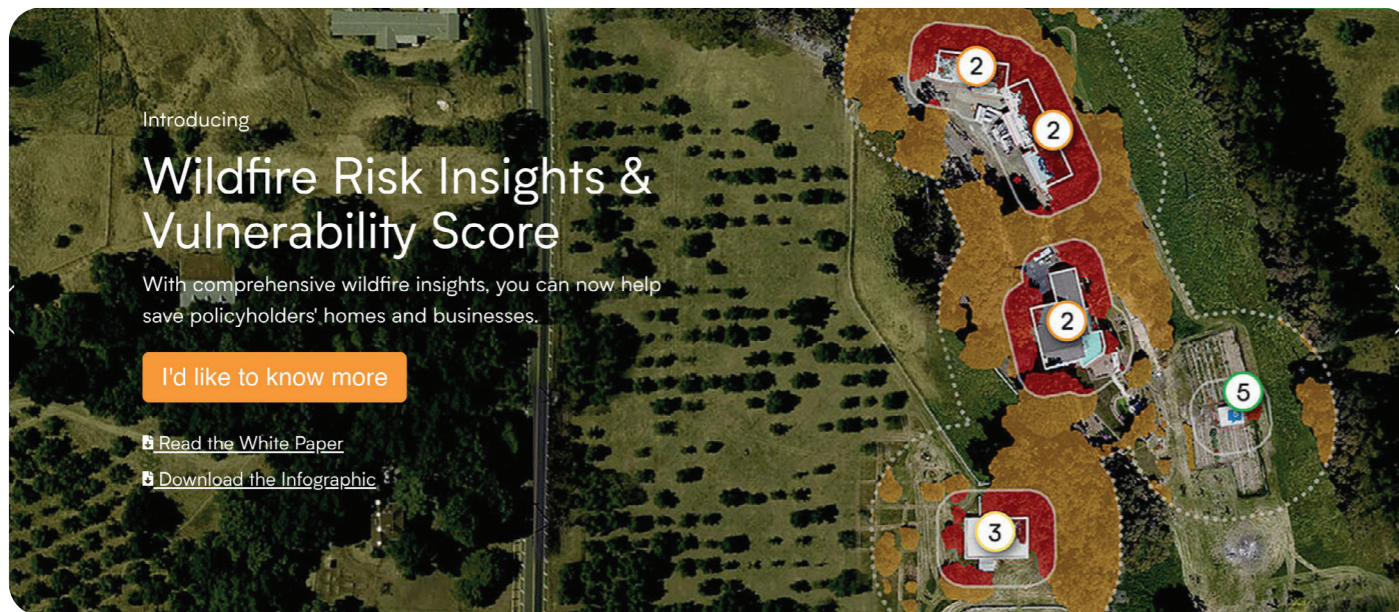 Introducing
Wildfire Risk Insights &
Vulnerability Score
With comprehensive wildfire insights, you can now help
save policyholders' homes and businesses.
I'd like to know more
Read the White Paper
Download the Infographic
2
2
2
5
3